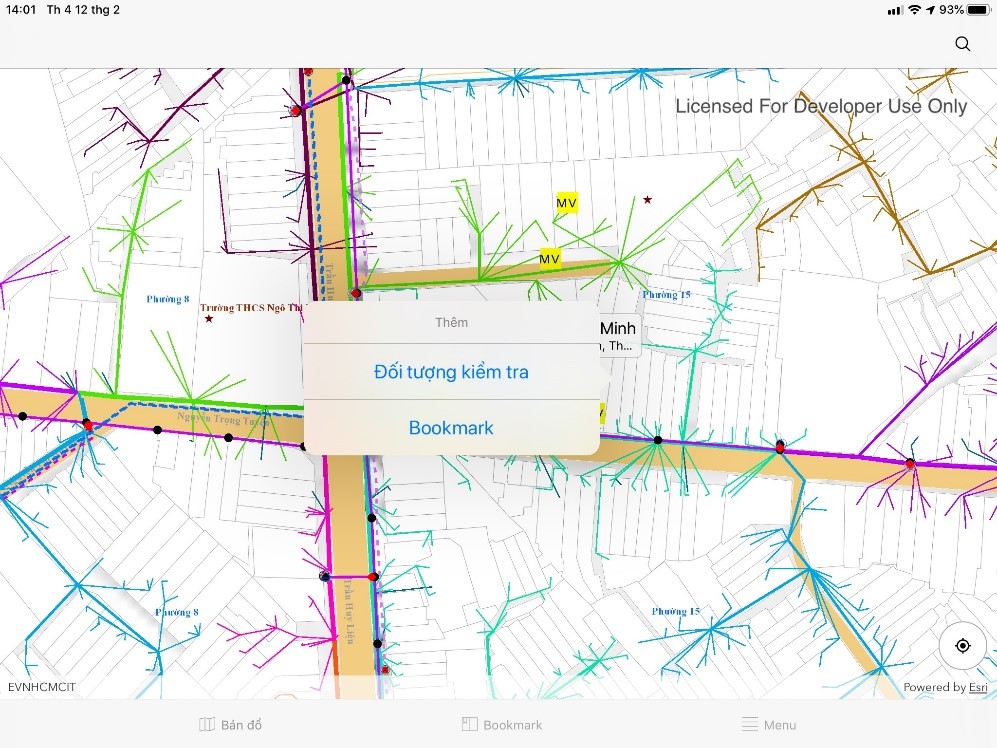 14:01 Th 4 12 thg 2
93%
Licensed For Developer Use Only
MV
MV
Trần Hu
Phường 8
Phường 15
Trường THCS Ngô Thì
Thêm
Minh
, Th...
Đối tượng kiểm tra
Nguyễn Trọng Tuyển
Bookmark
Trần Huy Liệu
Phường 8
Phường 15
EVNHCMCIT
Powered by Esri
Bản đồ
Bookmark
Menu